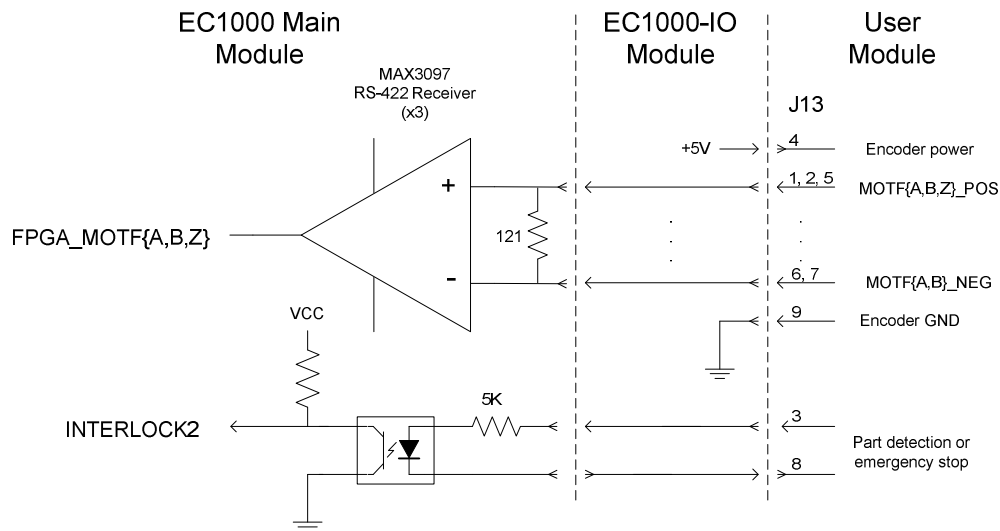 EC1000 Main
Module
EC1000-IO
Module
User
Module
MAX3097
RS-422 Receiver
(x3)
J13
+5V
4
Encoder power
+
1, 2, 5
MOTF{A,B,Z}_POS
FPGA_MOTF{A,B,Z}
121
-
6, 7
MOTF{A,B}_NEG
VCC
9
Encoder GND
5K
INTERLOCK2
3
Part detection or
emergency stop
8